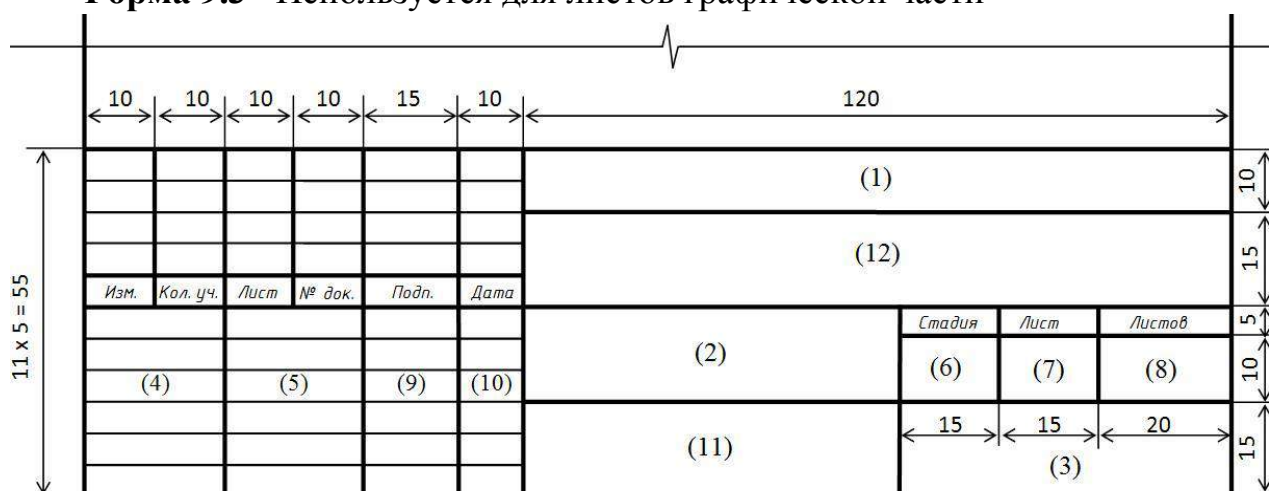 Форма 9.3 - Используется для листов графической части
10 10 10 10 15 10 120
(1) 10
(12) 15
11 x 5 = 55
Изм. Кол. уч. Лист № док. Подп. Дата
Стадия Лист Листов 5
(2) (6) (7) (8) 10
(4) (5) (9) (10)
15 15 20
(11) (3) 15